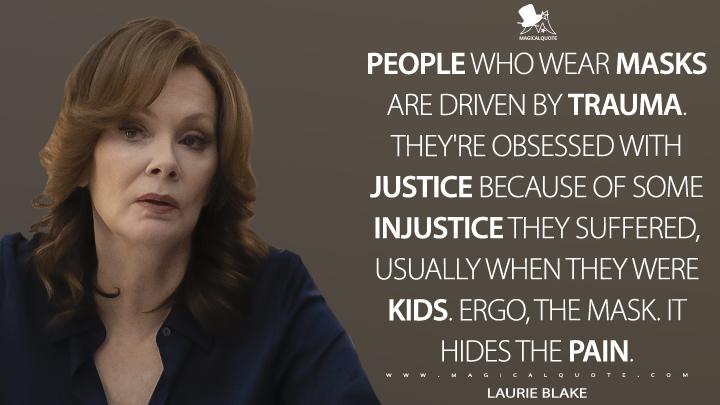 MAGICALQUOTE
PEOPLE WHO WEAR MASKS
ARE DRIVEN BY TRAUMA.
THEY'RE OBSESSED WITH
JUSTICE BECAUSE OF SOME
INJUSTICE THEY SUFFERED,
USUALLY WHEN THEY WERE
KIDS. ERGO, THE MASK. IT
HIDES THE PAIN.
WWW.MAGICALQUOTE.COM
LAURIE BLAKE